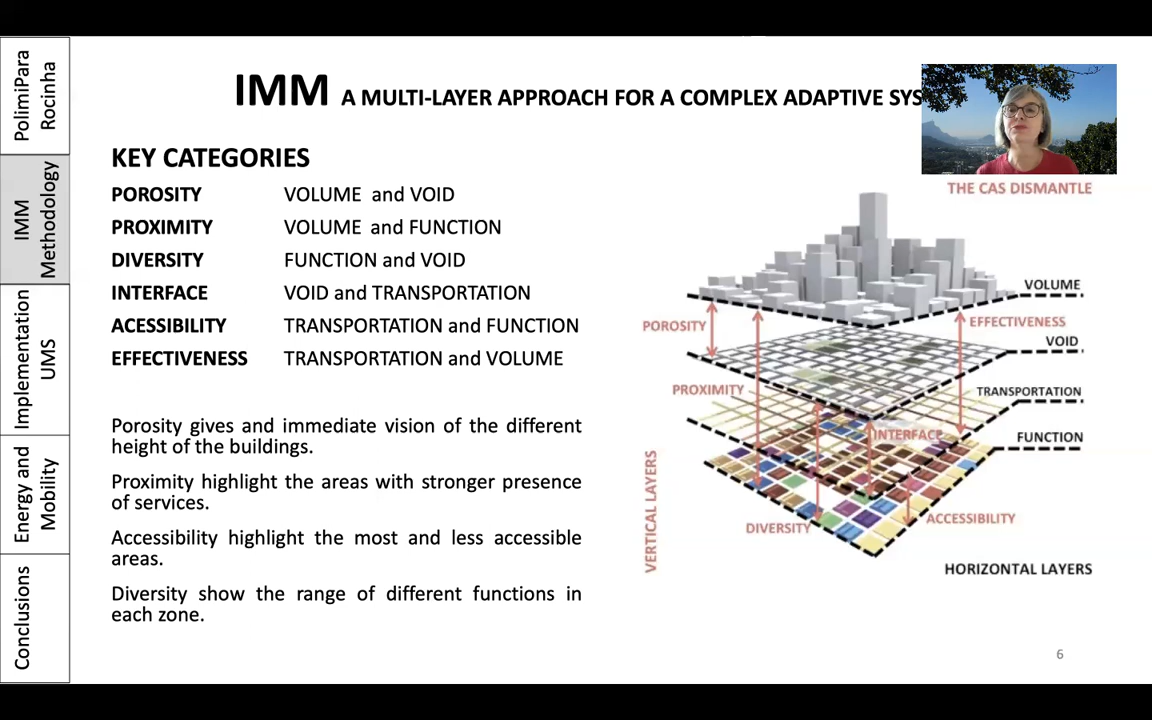 PolimiPara
Rocinha
IMM
Methodology
Implementation
UMS
Energy and
Mobility
Conclusions
IMM A MULTI-LAYER APPROACH FOR A COMPLEX ADAPTIVE SYS
KEY CATEGORIES
POROSITY VOLUME and VOID
PROXIMITY VOLUME and FUNCTION
DIVERSITY FUNCTION and VOID
INTERFACE VOID and TRANSPORTATION
ACESSIBILITY TRANSPORTATION and FUNCTION
EFFECTIVENESS TRANSPORTATION and VOLUME
Porosity gives and immediate vision of the different
height of the buildings.
Proximity highlight the areas with stronger presence
of services.
Accessibility highlight the most and less accessible
areas.
Diversity show the range of different functions in
each zone.
THE CAS DISMANTLE
VOLUME
POROSITY
EFFECTIVENESS
VOID
PROXIMITY
TRANSPORTATION
INTERFACE
FUNCTION
VERTICAL LAYERS
DIVERSITY
ACCESSIBILITY
HORIZONTAL LAYERS
6